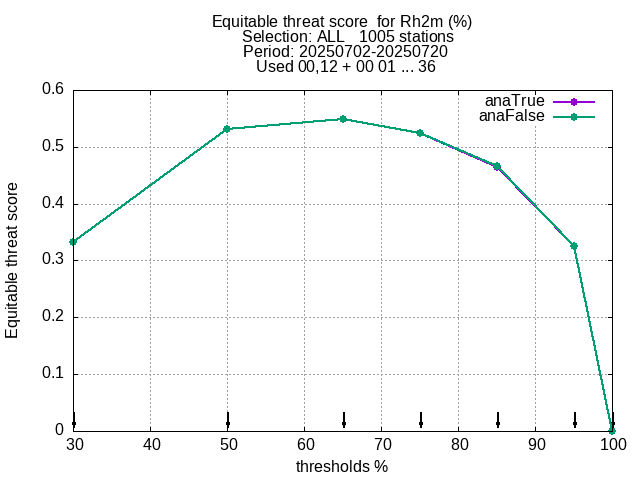 Equitable threat score  for Rh2m (%)
Selection: ALL   1005 stations
Period: 20250702-20250720
Used 00,12 + 00 01 ... 36
anaTrue
anaFalse
Equitable threat score
0.6
0.5
0.4
0.3
0.2
0.1
0
30 40 50 60 70 80 90 100
thresholds %